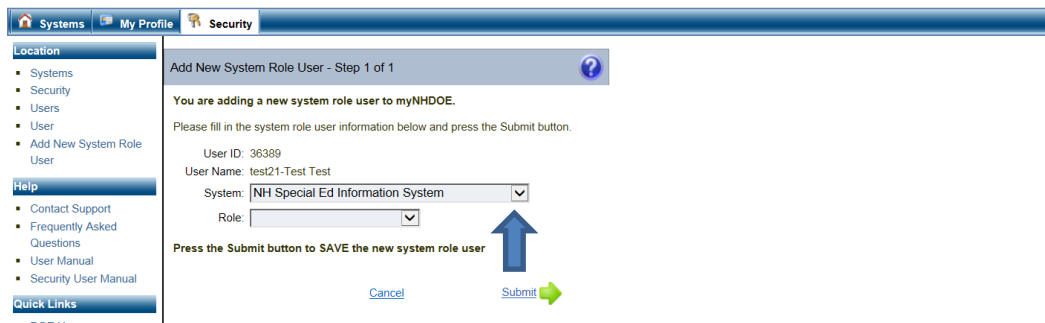 Systems My Profile Security
Location
Systems
Security
Users
User
Add New System Role
User
Help
Contact Support
Frequently Asked
Questions
User Manual
Security User Manual
Quick Links
Add New System Role User - Step 1 of 1
?
You are adding a new system role user to myNHDOE.
Please fill in the system role user information below and press the Submit button.
User ID: 36389
User Name: test21-Test Test
System: NH Special Ed Information System
Role:
Press the Submit button to SAVE the new system role user
Cancel Submit